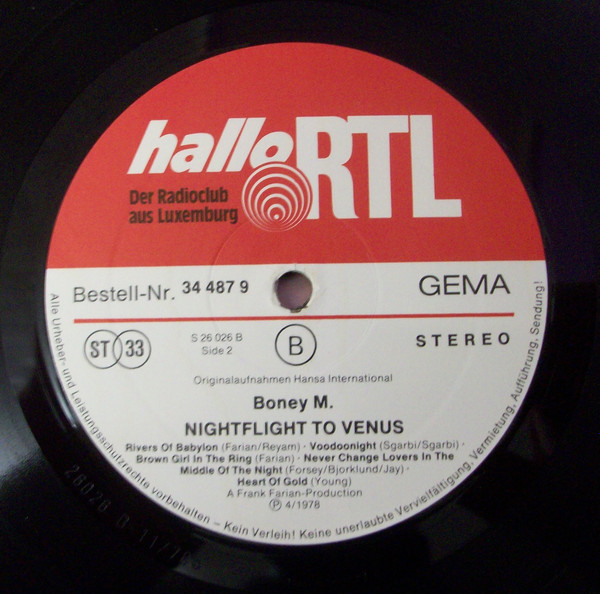 hallo RTL
Der Radioclub
aus Luxemburg
Bestell-Nr. 34 487 9
GEMA
ST 33
S 26 026 B
Side 2
B
STEREO
Originalaufnahmen Hansa International
Boney M.
NIGHTFLIGHT TO VENUS
Rivers Of Babylon (Farian/Reyam) · Voodoonight (Sgarbi/Sgarbi) ·
Brown Girl In The Ring (Farian) · Never Change Lovers In The
Middle Of The Night (Forsey/Bjorklund/Jay) ·
Heart Of Gold (Young)
A Frank Farian-Production
Ⓟ 4/1978
Alle Urheber- und Leistungsschutzrechte vorbehalten – Kein Verleih! Keine unerlaubte Vervielfältigung, Vermietung, Aufführung, Sendung!